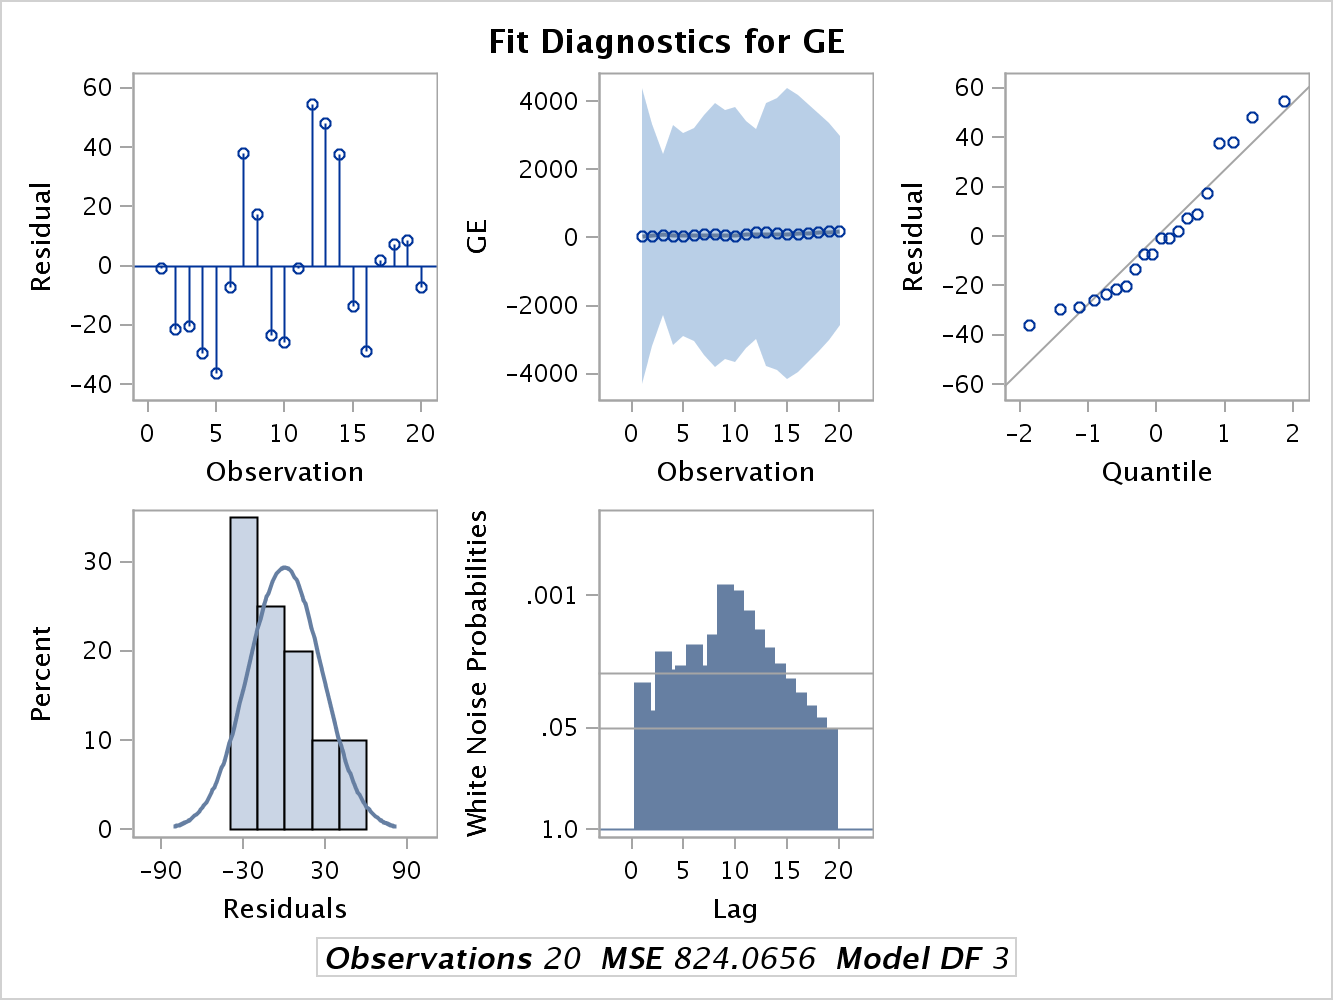 Fit Diagnostics for GE
60
40
20
0
−20
−40
Residual
0 5 10 15 20
Observation
4000
2000
0
−2000
−4000
GE
0 5 10 15 20
Observation
60
40
20
0
−20
−40
−60
Residual
−2 −1 0 1 2
Quantile
30
20
10
0
Percent
−90 −30 30 90
Residuals
.001
.05
1.0
White Noise Probabilities
0 5 10 15 20
Lag
Observations 20 MSE 824.0656 Model DF 3